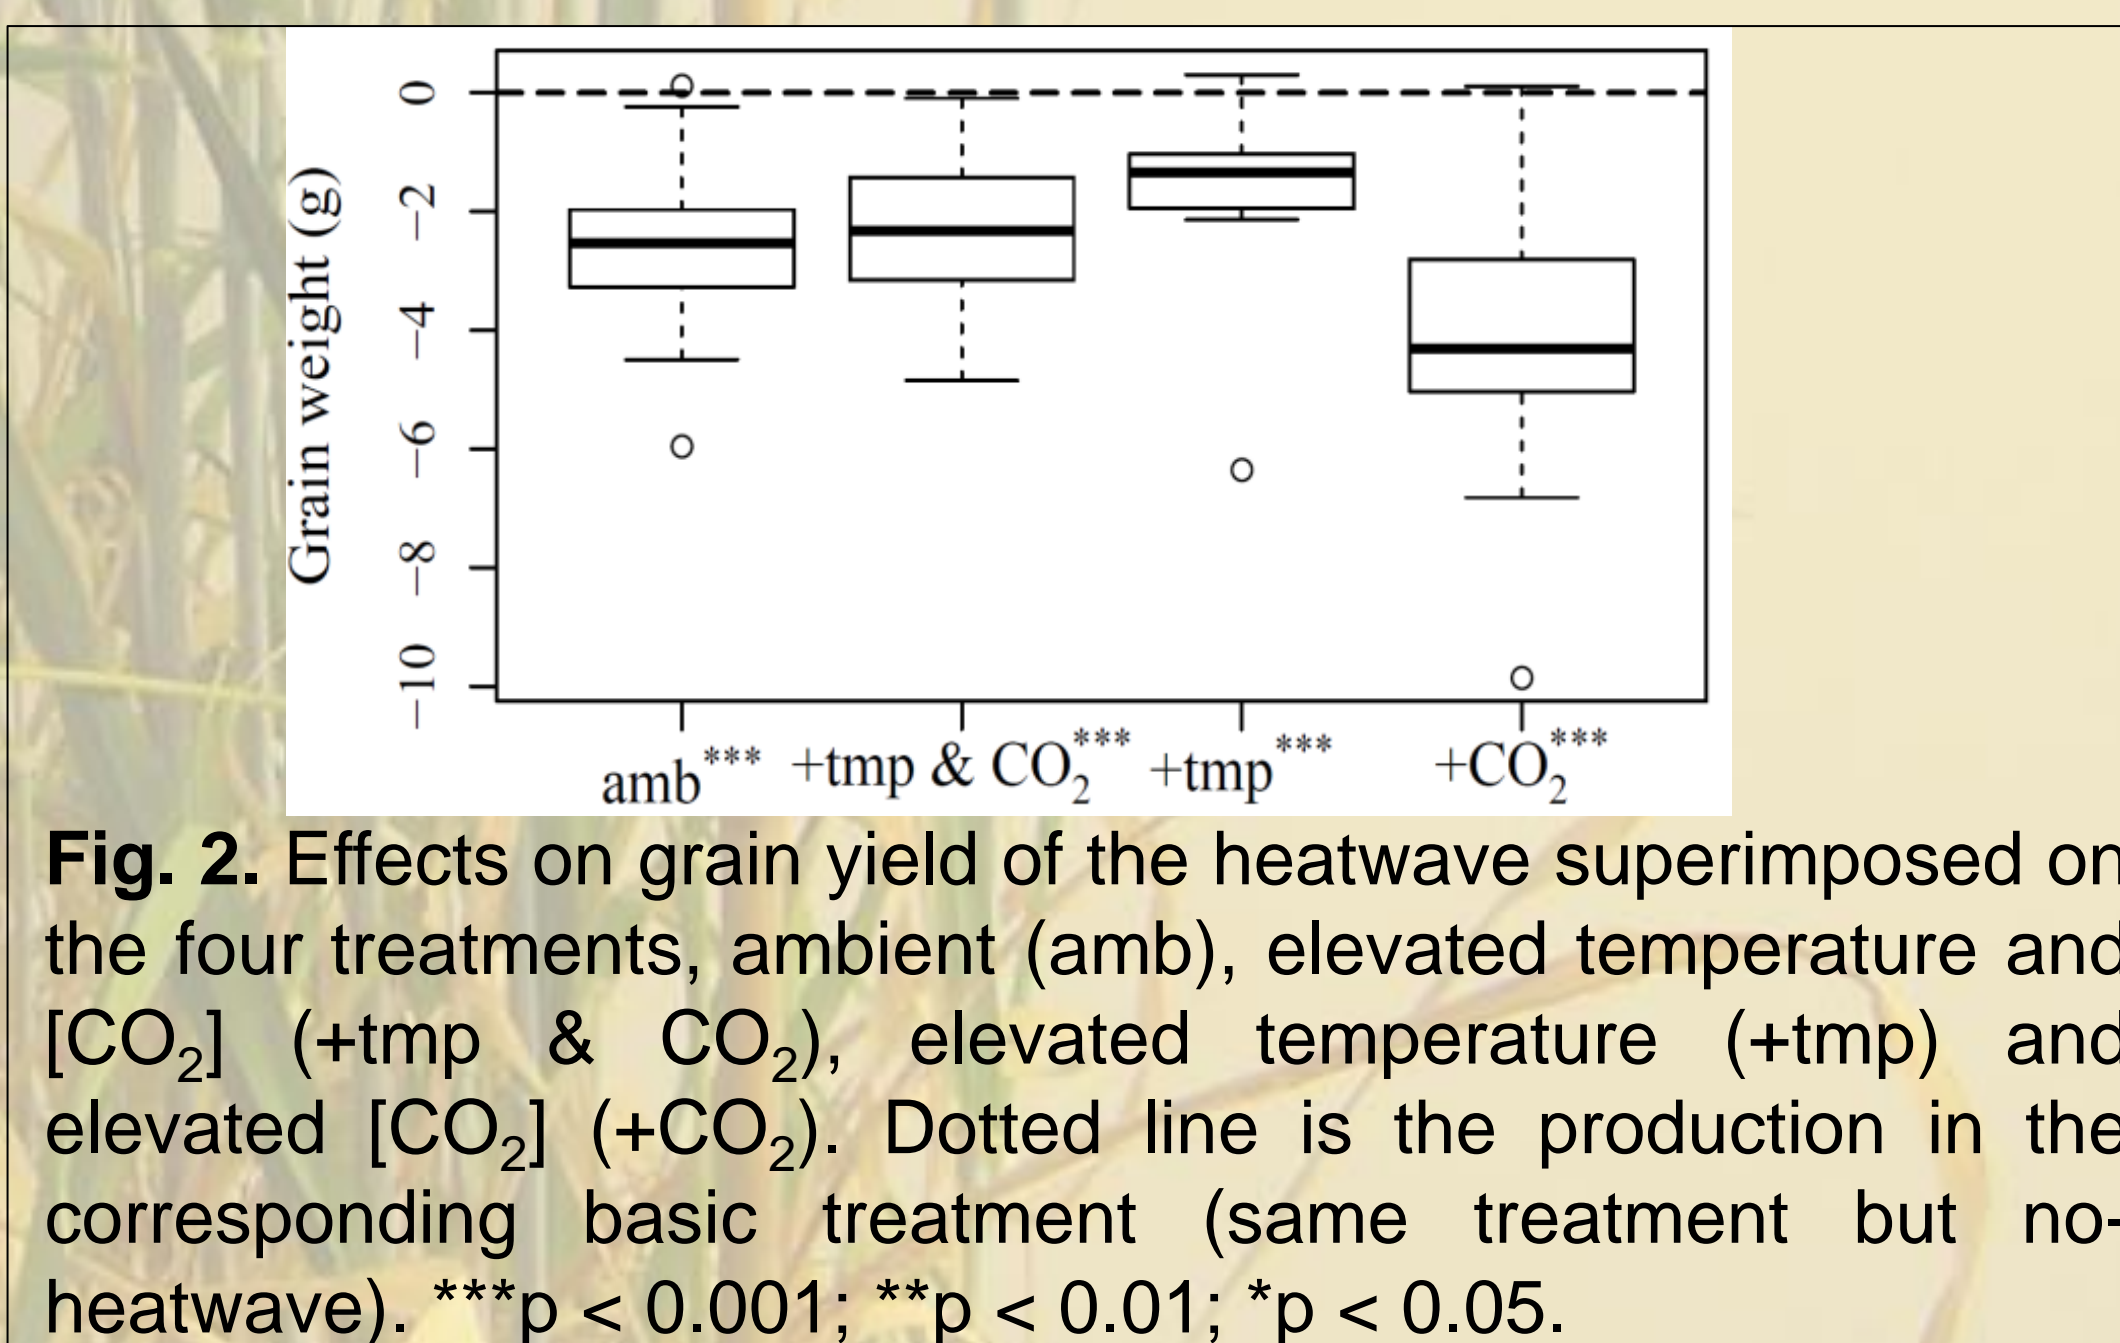 Grain weight (g)
0
−2
−4
−6
−8
−10
amb*** +tmp & CO₂*** +tmp*** +CO₂***
Fig. 2. Effects on grain yield of the heatwave superimposed on
the four treatments, ambient (amb), elevated temperature and
[CO₂] (+tmp & CO₂), elevated temperature (+tmp) and
elevated [CO₂] (+CO₂). Dotted line is the production in the
corresponding basic treatment (same treatment but no-
heatwave). ***p < 0.001; **p < 0.01; *p < 0.05.